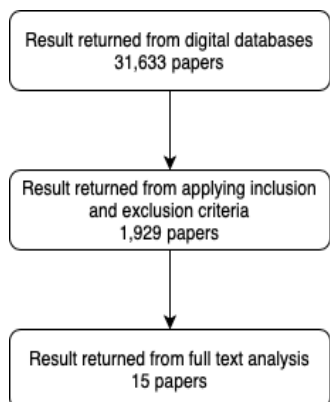 Result returned from digital databases
31,633 papers
Result returned from applying inclusion
and exclusion criteria
1,929 papers
Result returned from full text analysis
15 papers